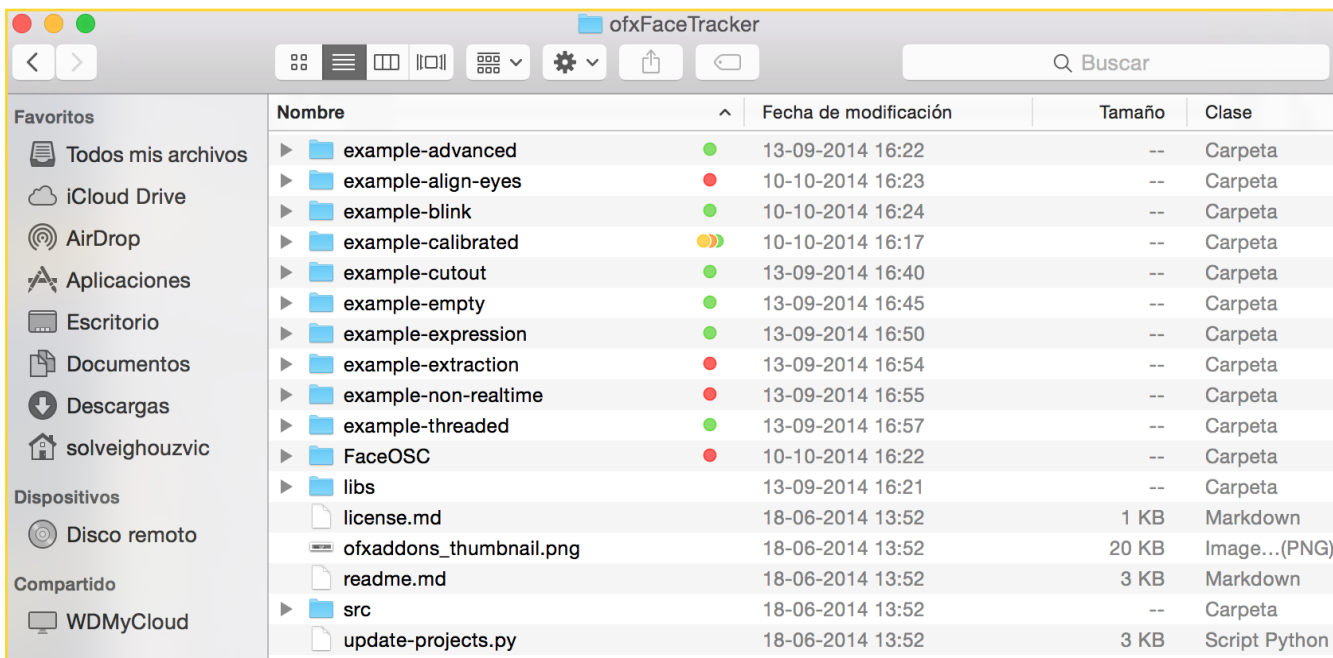 ofxFaceTracker
Buscar
Favoritos
Todos mis archivos
iCloud Drive
AirDrop
Aplicaciones
Escritorio
Documentos
Descargas
solveighouzvic
Dispositivos
Disco remoto
Compartido
WDMyCloud
Nombre Fecha de modificación Tamaño Clase
example-advanced 13-09-2014 16:22 -- Carpeta
example-align-eyes 10-10-2014 16:23 -- Carpeta
example-blink 10-10-2014 16:24 -- Carpeta
example-calibrated 10-10-2014 16:17 -- Carpeta
example-cutout 13-09-2014 16:40 -- Carpeta
example-empty 13-09-2014 16:45 -- Carpeta
example-expression 13-09-2014 16:50 -- Carpeta
example-extraction 13-09-2014 16:54 -- Carpeta
example-non-realtime 13-09-2014 16:55 -- Carpeta
example-threaded 13-09-2014 16:57 -- Carpeta
FaceOSC 10-10-2014 16:22 -- Carpeta
libs 13-09-2014 16:21 -- Carpeta
license.md 18-06-2014 13:52 1 KB Markdown
ofxaddons_thumbnail.png 18-06-2014 13:52 20 KB Image...(PNG)
readme.md 18-06-2014 13:52 3 KB Markdown
src 18-06-2014 13:52 -- Carpeta
update-projects.py 18-06-2014 13:52 3 KB Script Python